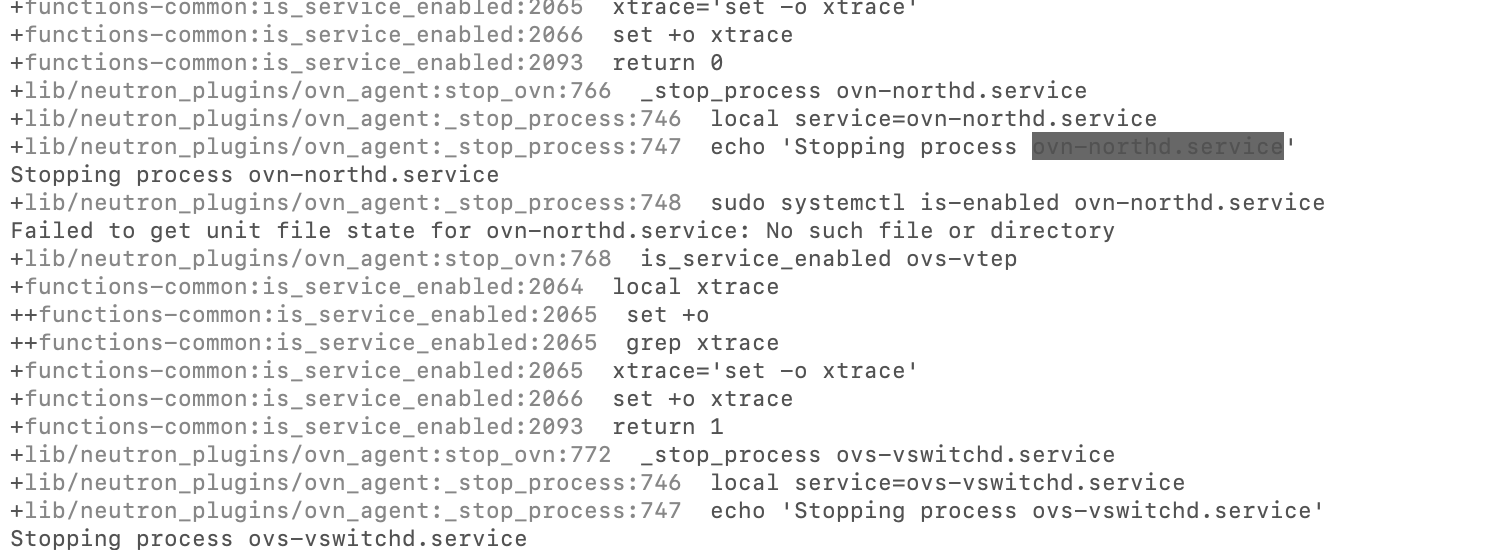 +functions-common:is_service_enabled:2065  xtrace='set -o xtrace'
+functions-common:is_service_enabled:2066  set +o xtrace
+functions-common:is_service_enabled:2093  return 0
+lib/neutron_plugins/ovn_agent:stop_ovn:766  _stop_process ovn-northd.service
+lib/neutron_plugins/ovn_agent:_stop_process:746  local service=ovn-northd.service
+lib/neutron_plugins/ovn_agent:_stop_process:747  echo 'Stopping process ovn-northd.service'
Stopping process ovn-northd.service
+lib/neutron_plugins/ovn_agent:_stop_process:748  sudo systemctl is-enabled ovn-northd.service
Failed to get unit file state for ovn-northd.service: No such file or directory
+lib/neutron_plugins/ovn_agent:stop_ovn:768  is_service_enabled ovs-vtep
+functions-common:is_service_enabled:2064  local xtrace
++functions-common:is_service_enabled:2065  set +o
++functions-common:is_service_enabled:2065  grep xtrace
+functions-common:is_service_enabled:2065  xtrace='set -o xtrace'
+functions-common:is_service_enabled:2066  set +o xtrace
+functions-common:is_service_enabled:2093  return 1
+lib/neutron_plugins/ovn_agent:stop_ovn:772  _stop_process ovs-vswitchd.service
+lib/neutron_plugins/ovn_agent:_stop_process:746  local service=ovs-vswitchd.service
+lib/neutron_plugins/ovn_agent:_stop_process:747  echo 'Stopping process ovs-vswitchd.service'
Stopping process ovs-vswitchd.service